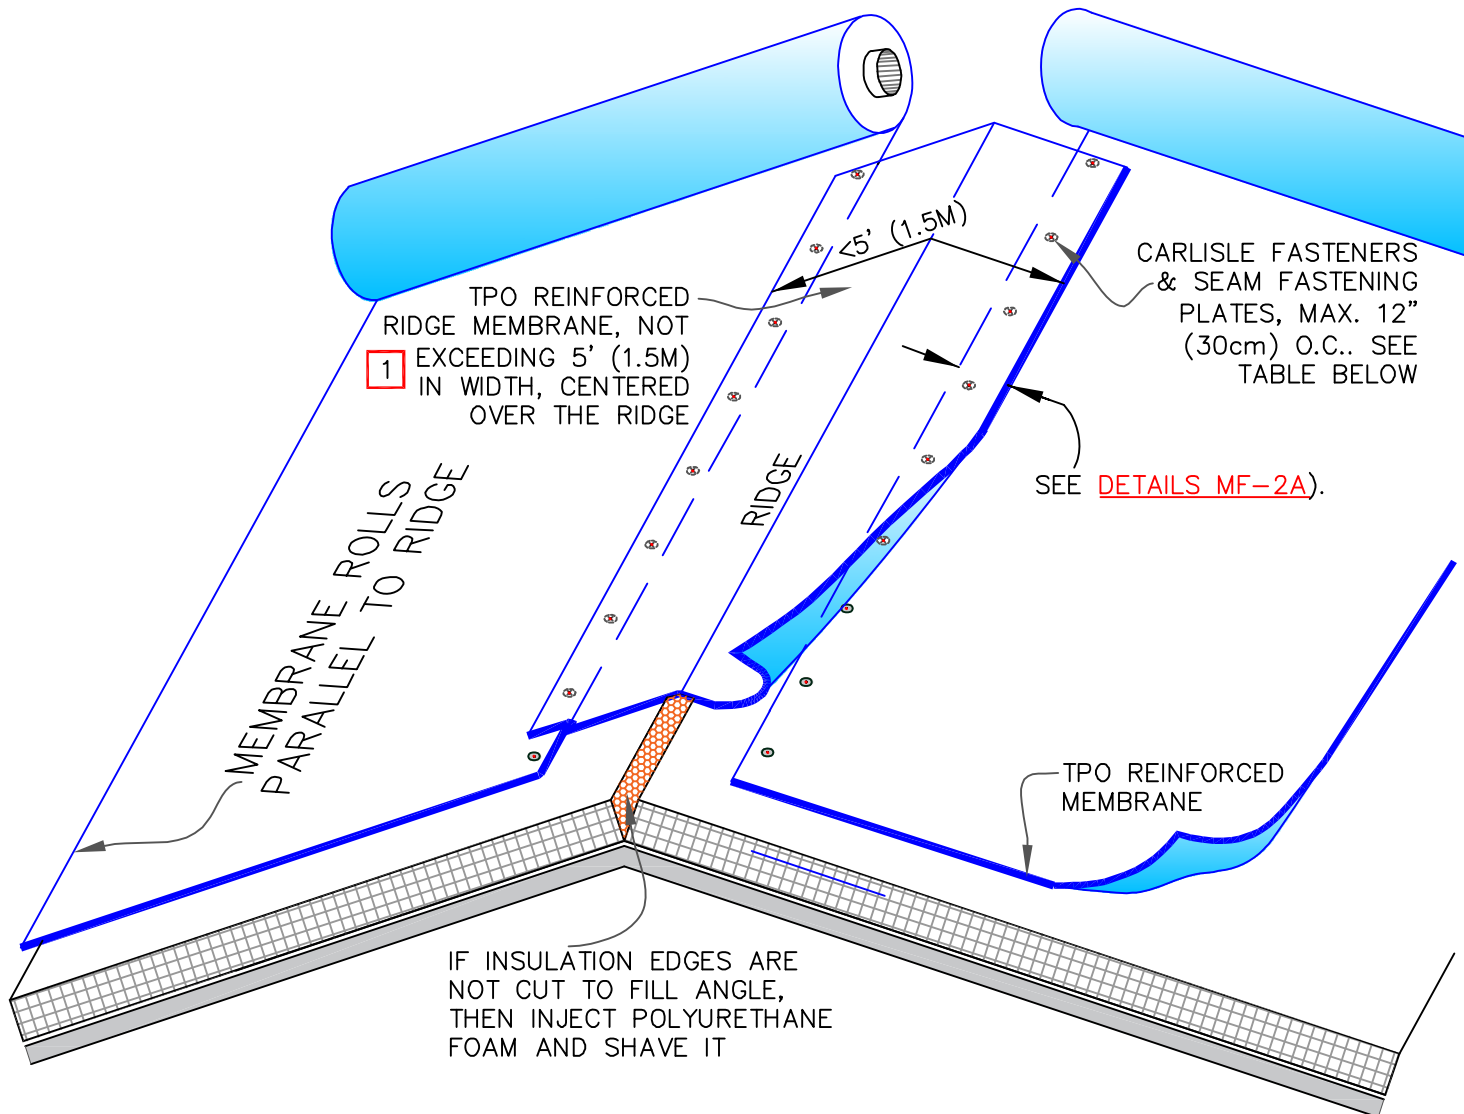 <5' (1.5M)
TPO REINFORCED
RIDGE MEMBRANE, NOT
EXCEEDING 5' (1.5M)
IN WIDTH, CENTERED
OVER THE RIDGE
1
CARLISLE FASTENERS
& SEAM FASTENING
PLATES, MAX. 12"
(30cm) O.C.. SEE
TABLE BELOW
SEE DETAILS MF-2A).
RIDGE
MEMBRANE ROLLS
PARALLEL TO RIDGE
TPO REINFORCED
MEMBRANE
IF INSULATION EDGES ARE
NOT CUT TO FILL ANGLE,
THEN INJECT POLYURETHANE
FOAM AND SHAVE IT